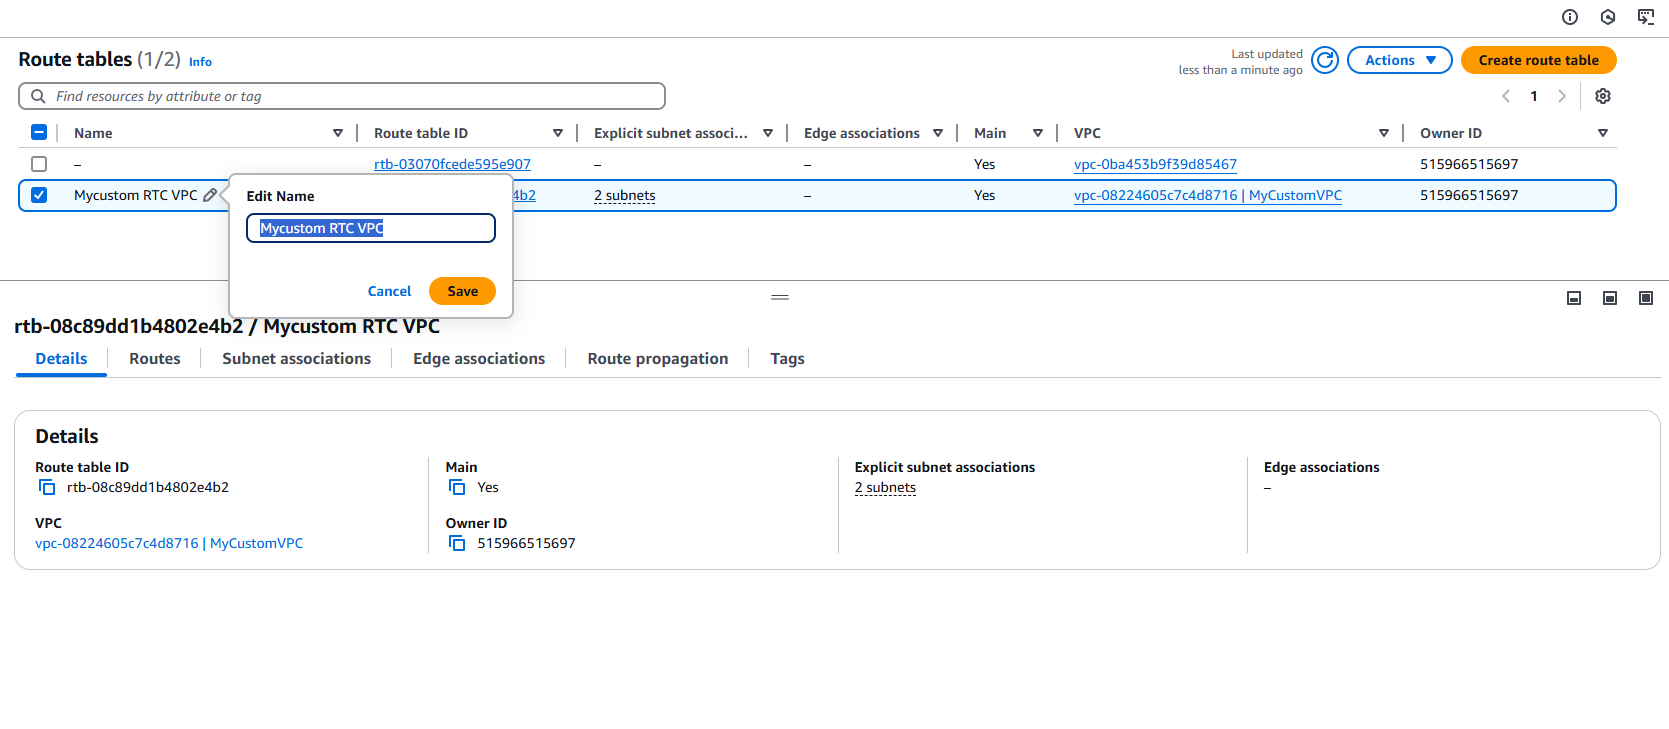 Route tables (1/2) Info
Last updated
less than a minute ago
Actions
Create route table
Find resources by attribute or tag
1
Name Route table ID Explicit subnet associ... Edge associations Main VPC Owner ID
– rtb-03070fcede595e907 – – Yes vpc-0ba453b9f39d85467 515966515697
Mycustom RTC VPC 4b2 2 subnets – Yes vpc-08224605c7c4d8716 | MyCustomVPC 515966515697
Edit Name
Mycustom RTC VPC
Cancel Save
rtb-08c89dd1b4802e4b2 / Mycustom RTC VPC
Details Routes Subnet associations Edge associations Route propagation Tags
Details
Route table ID
rtb-08c89dd1b4802e4b2
Main
Yes
Explicit subnet associations
2 subnets
Edge associations
–
VPC
vpc-08224605c7c4d8716 | MyCustomVPC
Owner ID
515966515697